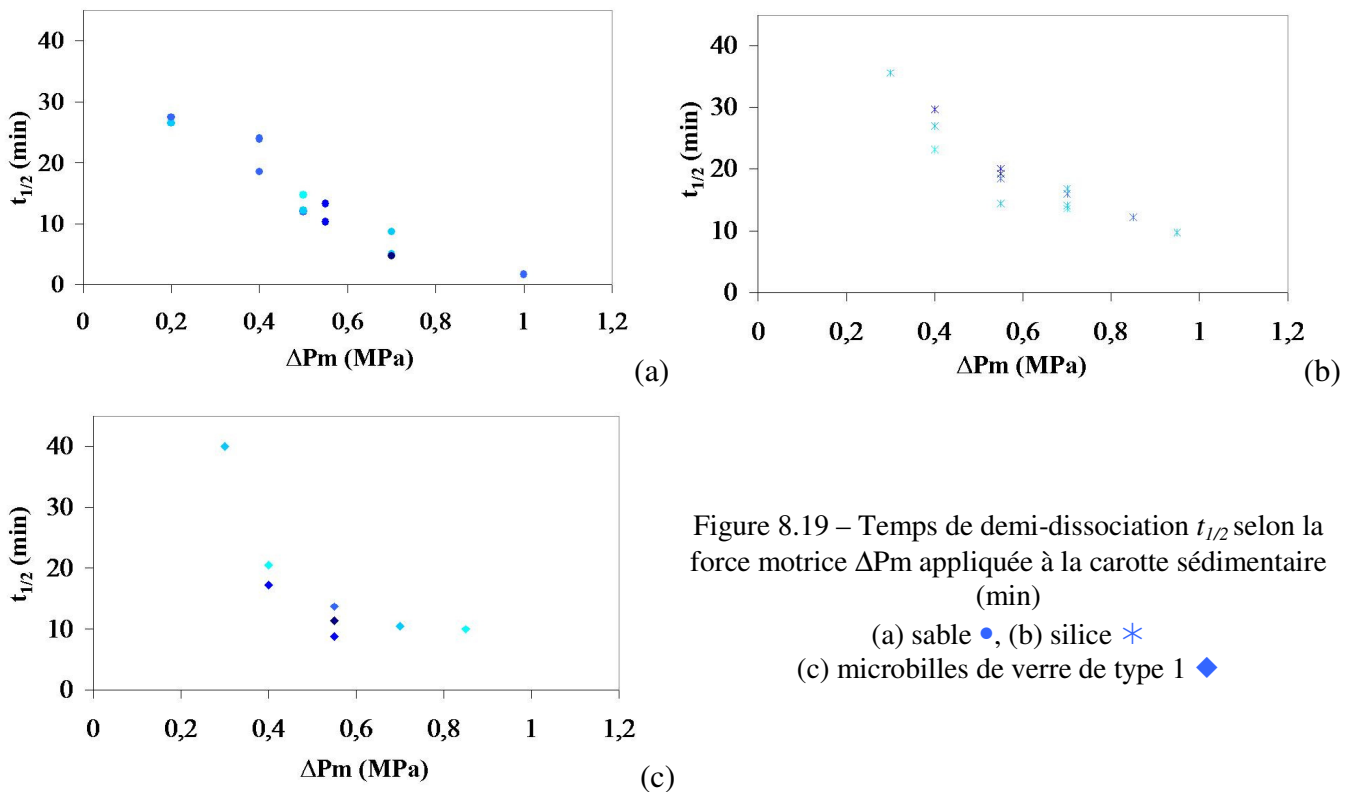 40
30
20
10
0
t1/2 (min)
0 0,2 0,4 0,6 0,8 1 1,2
ΔPm (MPa)
(a)
40
30
20
10
0
t1/2 (min)
0 0,2 0,4 0,6 0,8 1 1,2
ΔPm (MPa)
(b)
40
30
20
10
0
t1/2 (min)
0 0,2 0,4 0,6 0,8 1 1,2
ΔPm (MPa)
(c)
Figure 8.19 – Temps de demi-dissociation t1/2 selon la
force motrice ΔPm appliquée à la carotte sédimentaire
(min)
(a) sable ●, (b) silice ✳
(c) microbilles de verre de type 1 ◆